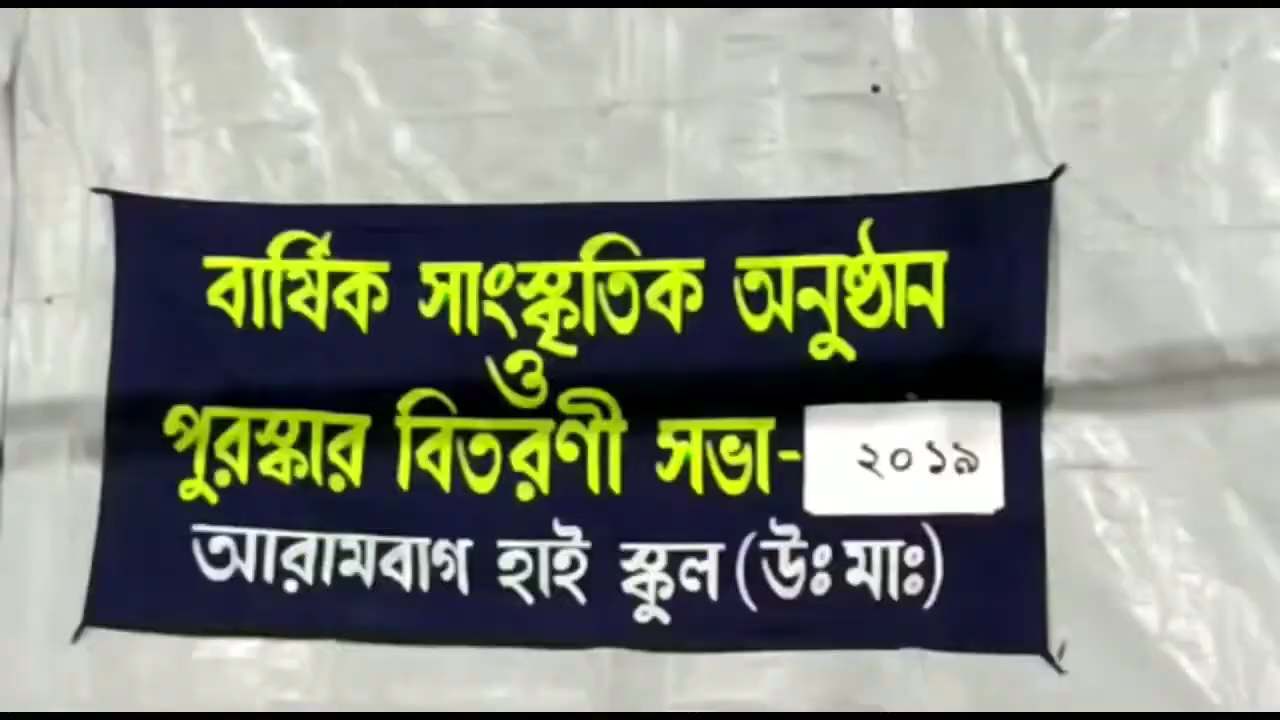 বার্ষিক সাংস্কৃতিক অনুষ্ঠান
ও
পুরস্কার বিতরণী সভা- ২০১৯
আরামবাগ হাই স্কুল (উঃ মাঃ)